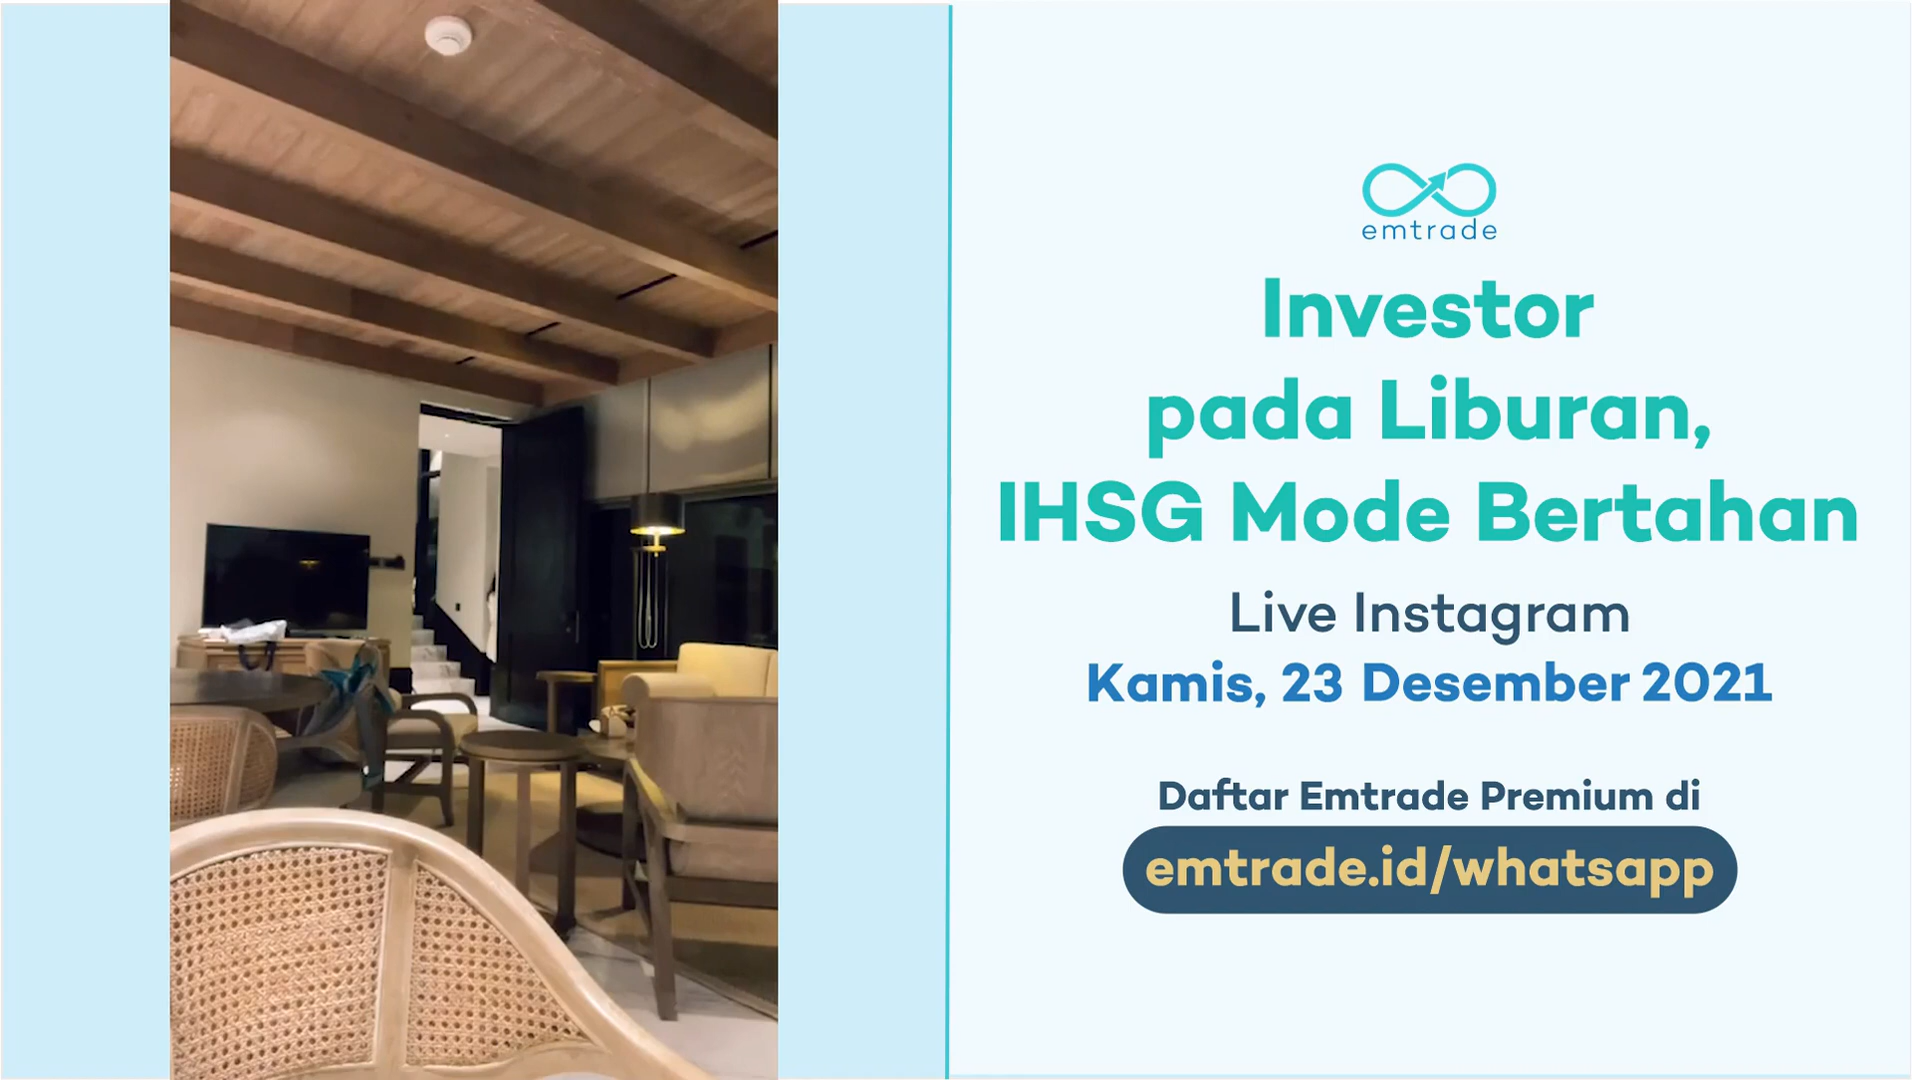 emtrade
Investor
pada Liburan,
IHSG Mode Bertahan
Live Instagram
Kamis, 23 Desember 2021
Daftar Emtrade Premium di
emtrade.id/whatsapp